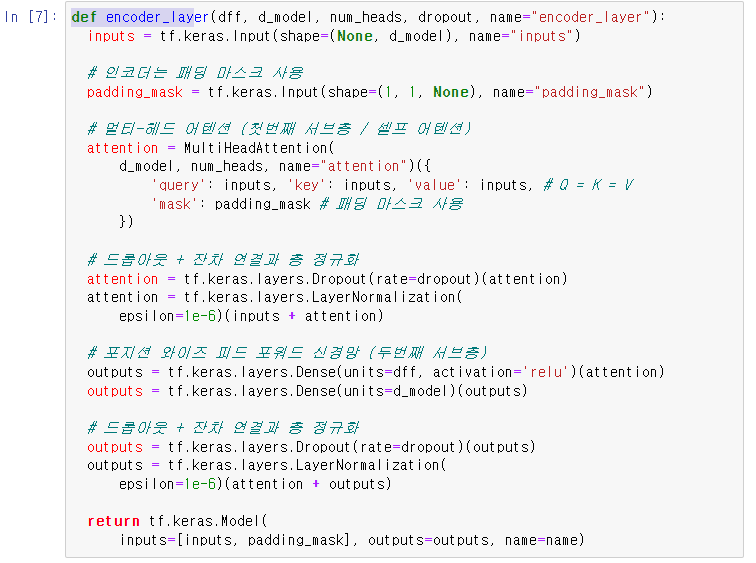 In [7]: def encoder_layer(dff, d_model, num_heads, dropout, name="encoder_layer"):
inputs = tf.keras.Input(shape=(None, d_model), name="inputs")
# 인코더는 패딩 마스크 사용
padding_mask = tf.keras.Input(shape=(1, 1, None), name="padding_mask")
# 멀티-헤드 어텐션 (첫번째 서브층 / 셀프 어텐션)
attention = MultiHeadAttention(
d_model, num_heads, name="attention")({
'query': inputs, 'key': inputs, 'value': inputs, # Q = K = V
'mask': padding_mask # 패딩 마스크 사용
})
# 드롭아웃 + 잔차 연결과 층 정규화
attention = tf.keras.layers.Dropout(rate=dropout)(attention)
attention = tf.keras.layers.LayerNormalization(
epsilon=1e-6)(inputs + attention)
# 포지션 와이즈 피드 포워드 신경망 (두번째 서브층)
outputs = tf.keras.layers.Dense(units=dff, activation='relu')(attention)
outputs = tf.keras.layers.Dense(units=d_model)(outputs)
# 드롭아웃 + 잔차 연결과 층 정규화
outputs = tf.keras.layers.Dropout(rate=dropout)(outputs)
outputs = tf.keras.layers.LayerNormalization(
epsilon=1e-6)(attention + outputs)
return tf.keras.Model(
inputs=[inputs, padding_mask], outputs=outputs, name=name)